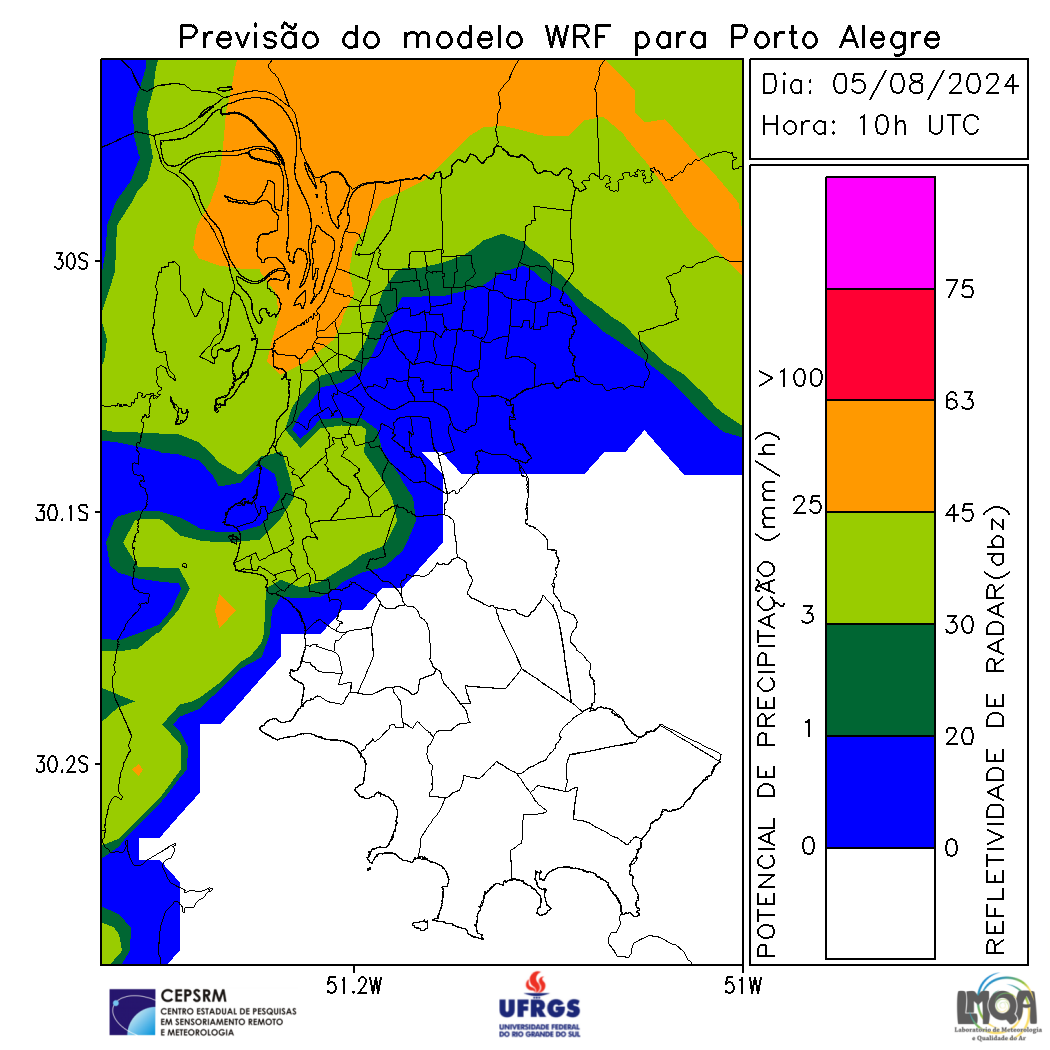 Previsão do modelo WRF para Porto Alegre
Dia: 05/08/2024
Hora: 10h UTC
30S
30.1S
30.2S
51.2W
51W
POTENCIAL DE PRECIPITAÇÃO (mm/h)
>100
25
3
1
0
75
63
45
30
20
0
REFLETIVIDADE DE RADAR(dbz)
CEPSRM
CENTRO ESTADUAL DE PESQUISAS
EM SENSORIAMENTO REMOTO
E METEOROLOGIA
UFRGS
UNIVERSIDADE FEDERAL
DO RIO GRANDE DO SUL
LMQA
Laboratório de Meteorologia
e Qualidade do Ar